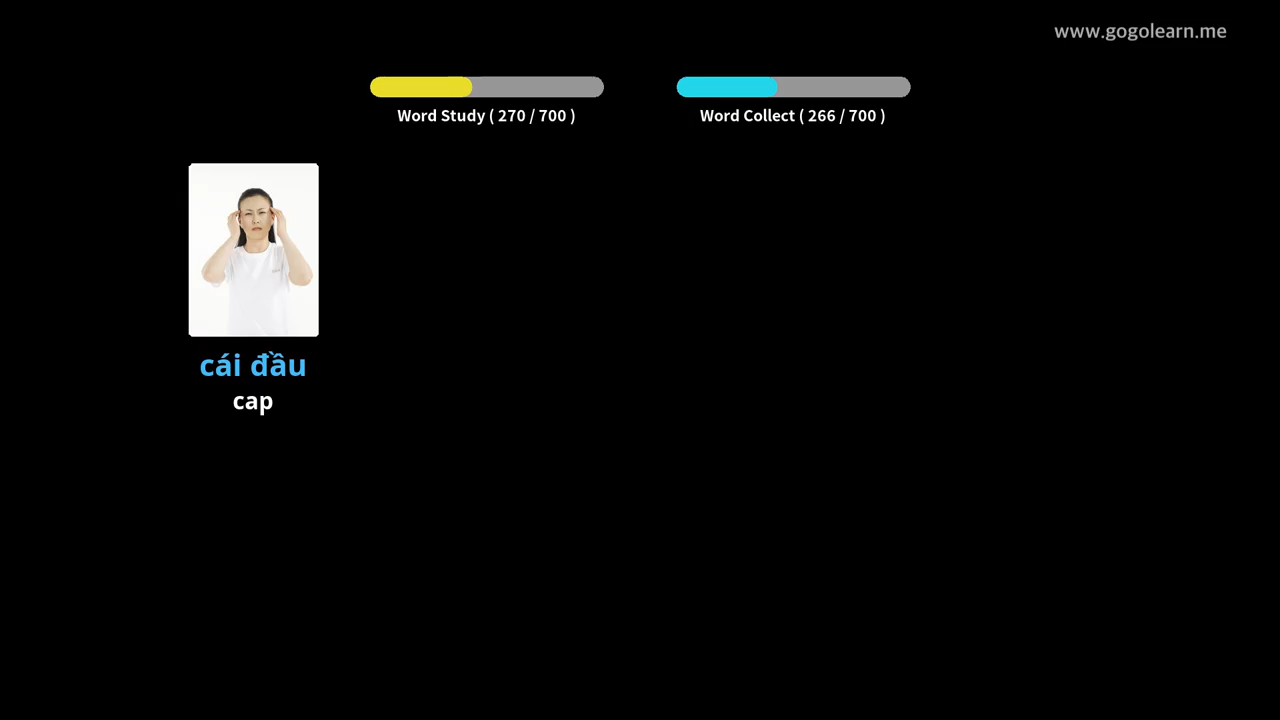 www.gogolearn.me
Word Study ( 270 / 700 )
Word Collect ( 266 / 700 )
cái đầu
cap